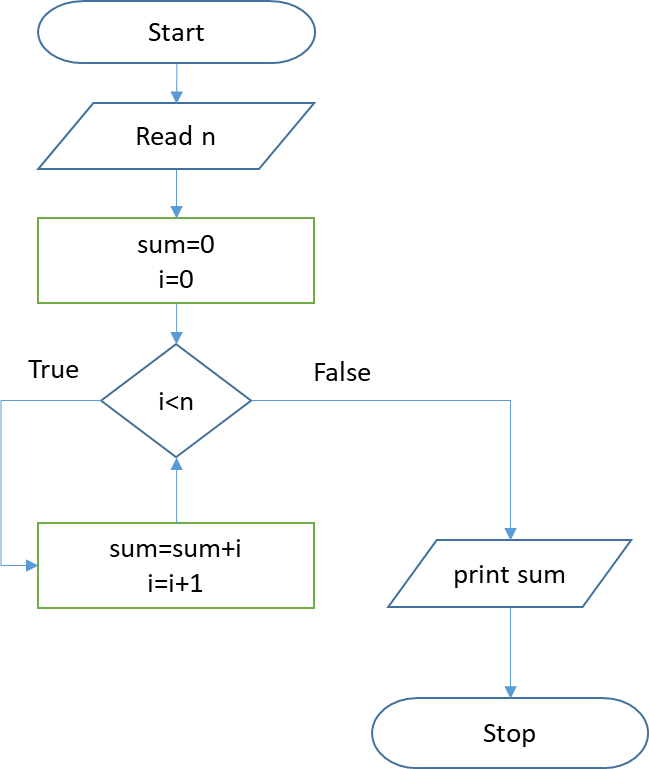 Start
Read n
sum=0
i=0
True
False
i<n
sum=sum+i
i=i+1
print sum
Stop